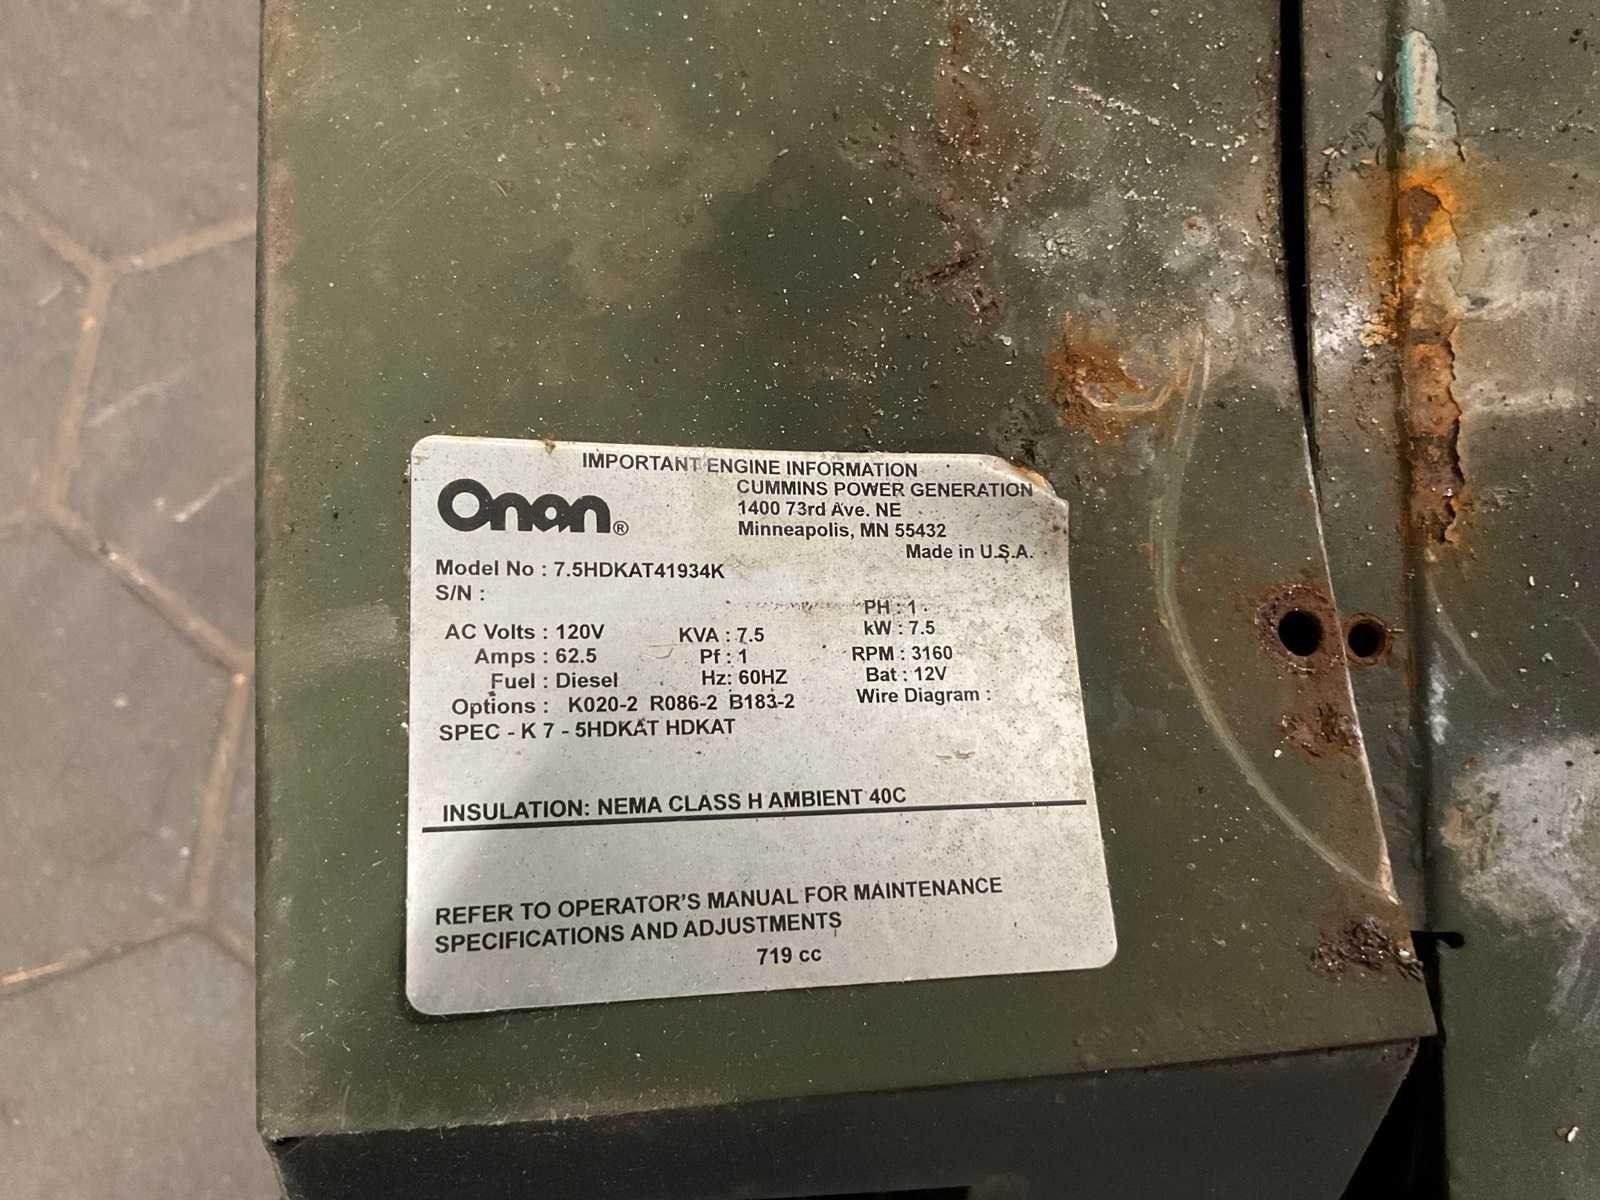 IMPORTANT ENGINE INFORMATION
Onan®
CUMMINS POWER GENERATION
1400 73rd Ave. NE
Minneapolis, MN 55432
Made in U.S.A.
Model No : 7.5HDKAT41934K
S/N :
PH : 1
AC Volts : 120V KVA : 7.5 kW : 7.5
Amps : 62.5 Pf : 1 RPM : 3160
Fuel : Diesel Hz: 60HZ Bat : 12V
Options : K020-2 R086-2 B183-2 Wire Diagram :
SPEC - K 7 - 5HDKAT HDKAT
INSULATION: NEMA CLASS H AMBIENT 40C
REFER TO OPERATOR'S MANUAL FOR MAINTENANCE
SPECIFICATIONS AND ADJUSTMENTS
719 cc